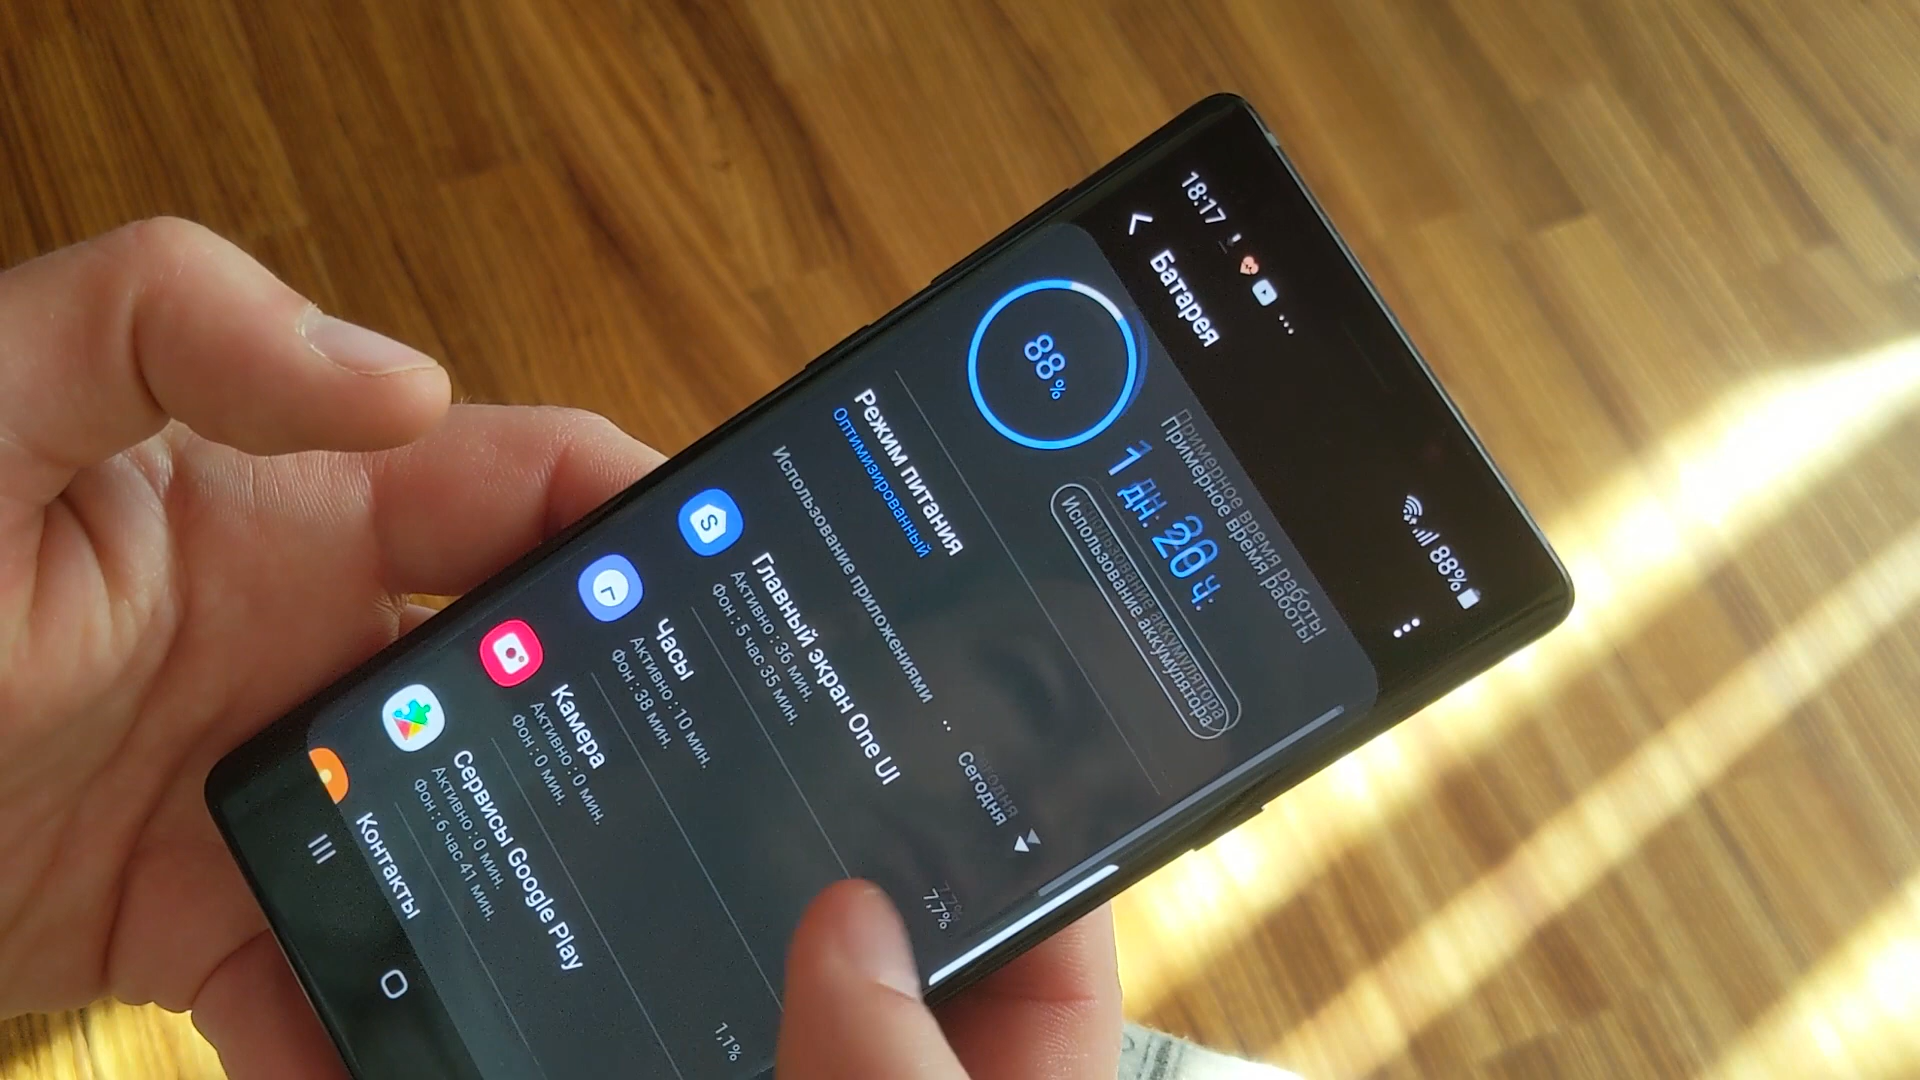 18:17
88%
Батарея
88%
Примерное время работы
1 дн. 20 ч.
Использование аккумулятора
Режим питания
Оптимизированный
Использование приложениями
Сегодня
Главный экран One UI
Активно : 36 мин.
Фон : 5 час 35 мин.
7,7%
Часы
Активно : 10 мин.
Фон : 38 мин.
Камера
Активно : 0 мин.
Фон : 0 мин.
1,1%
Сервисы Google Play
Активно : 0 мин.
Фон : 6 час 41 мин.
Контакты